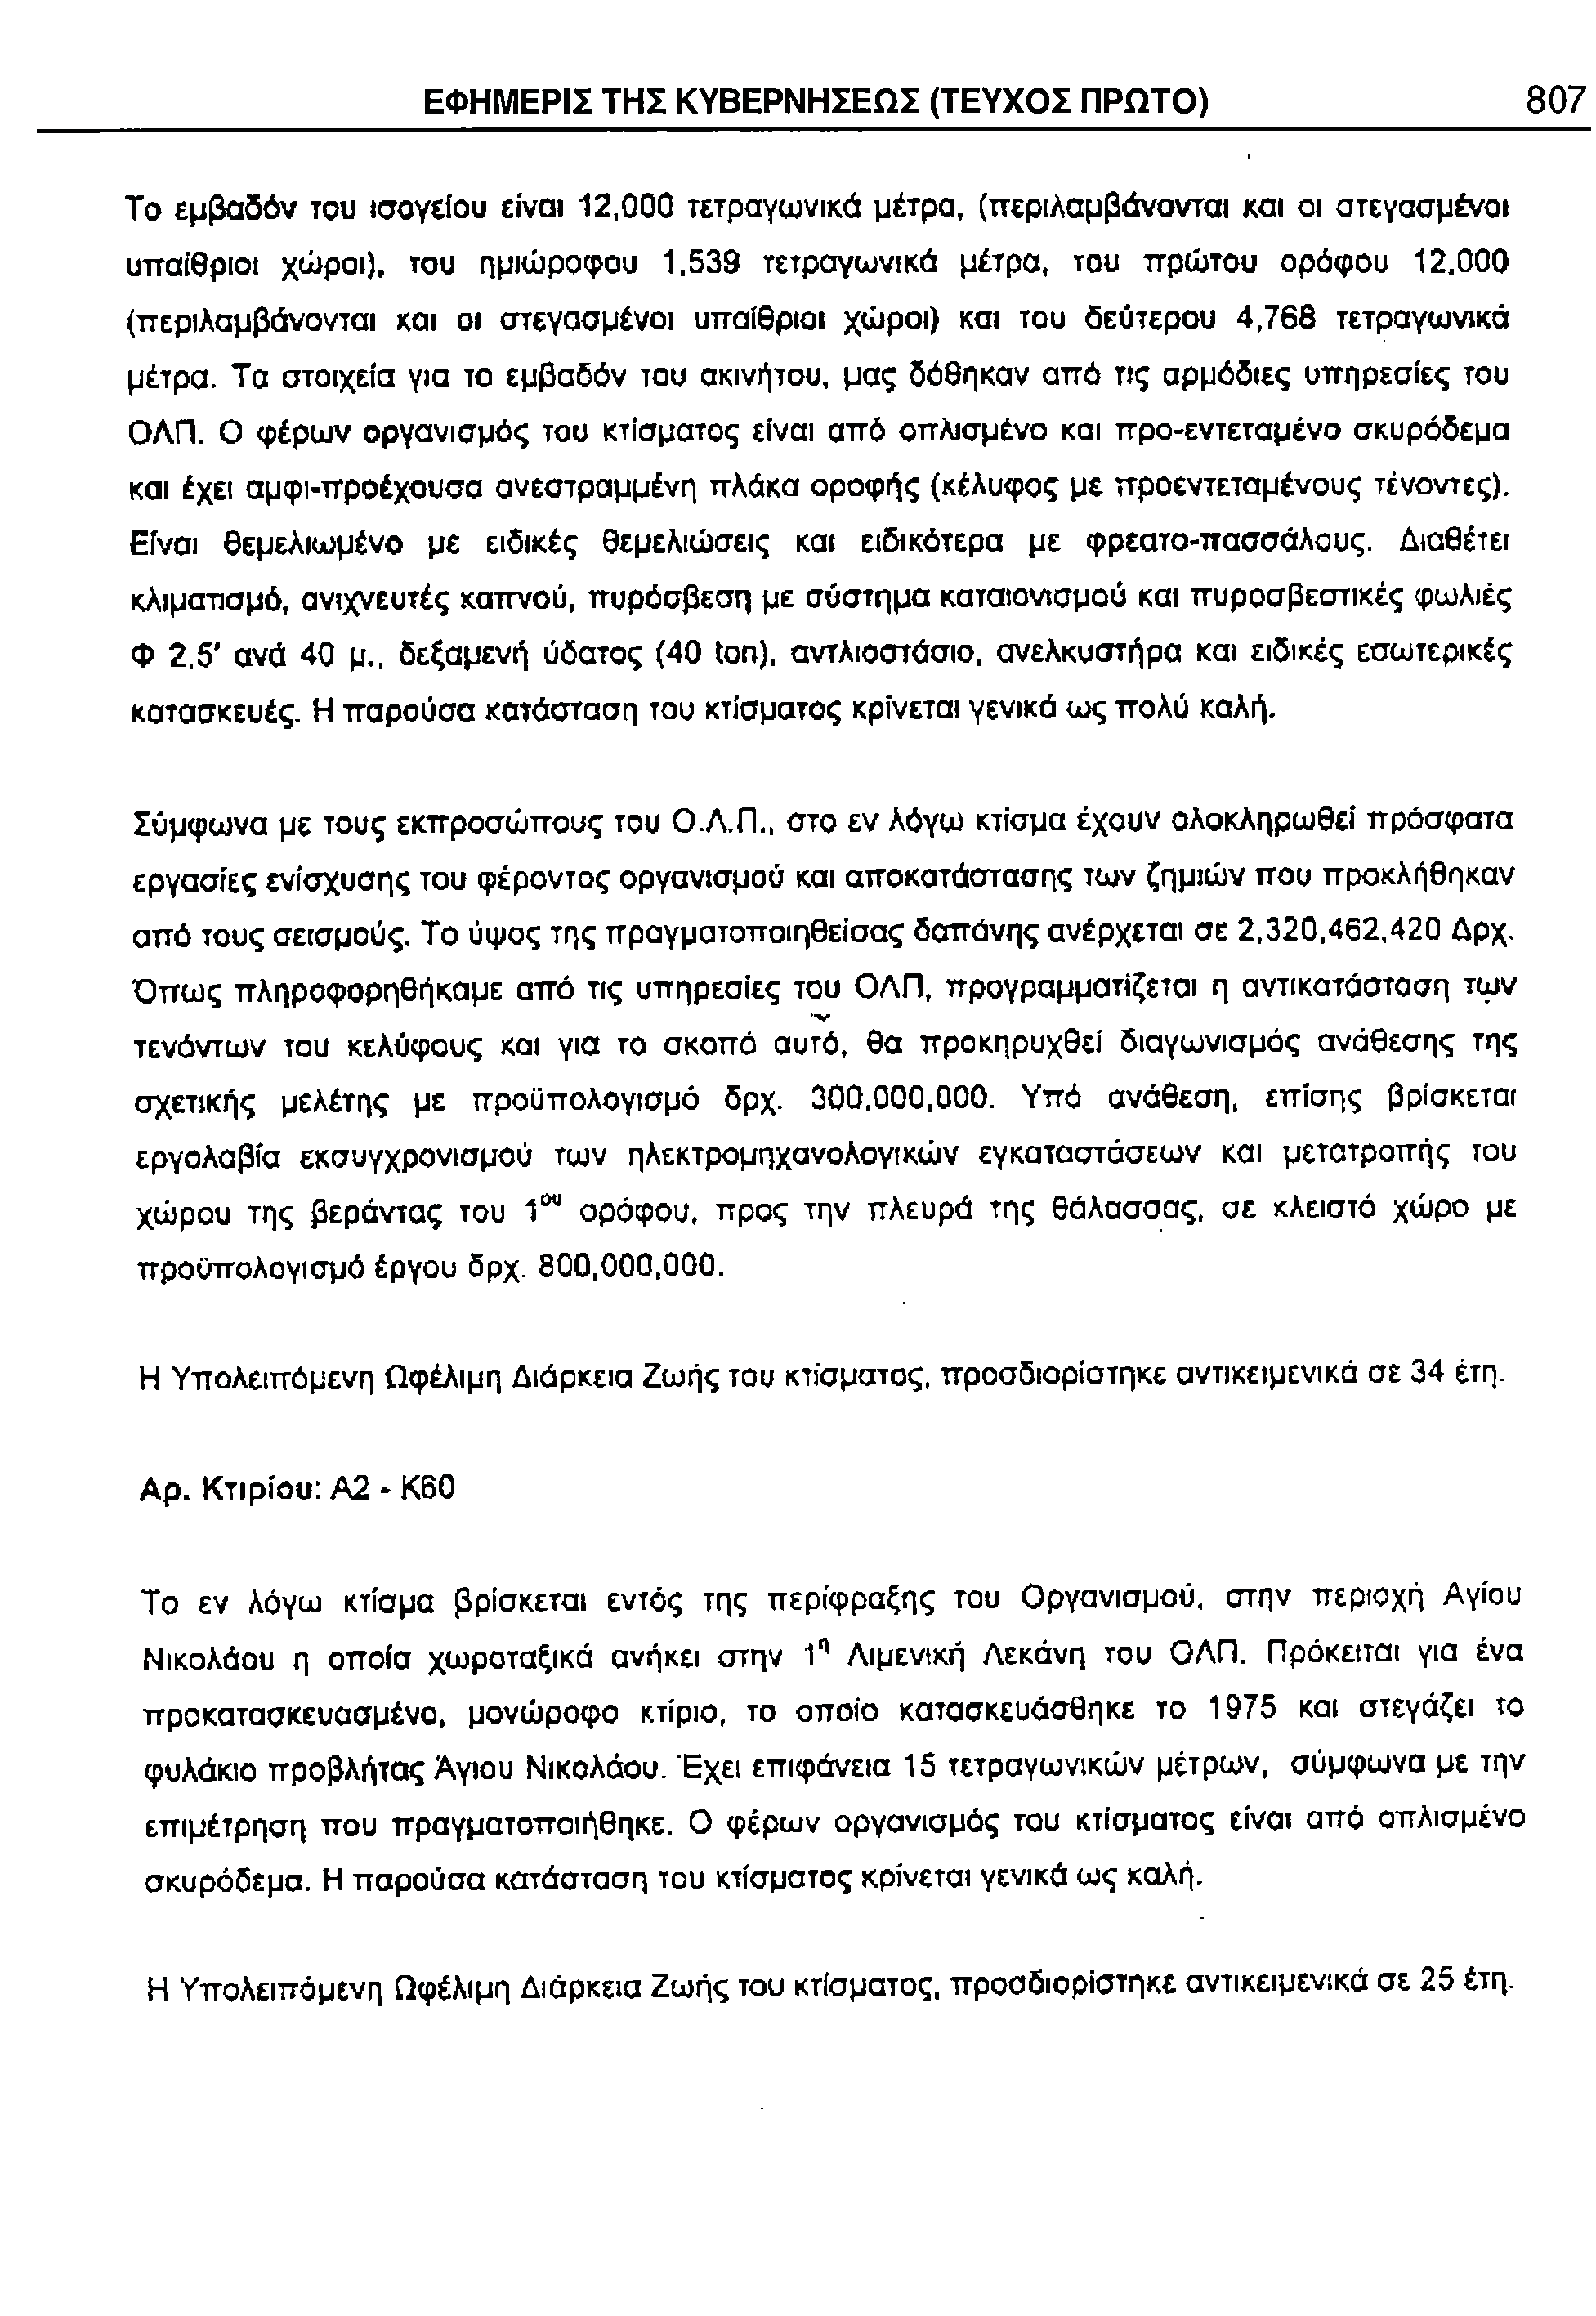 ΕΦΗΜΕΡΙΣ ΤΗΣ ΚΥΒΕΡΝΗΣΕΩΣ (ΤΕΥΧΟΣ ΠΡΩΤΟ) 807
Το εμβαδόν του ισογείου είναι 12,000 τετραγωνικά μέτρα, (περιλαμβάνονται και οι στεγασμένοι
υπαίθριοι χώροι), του ημιώροφου 1,539 τετραγωνικά μέτρα, του πρώτου ορόφου 12,000
(περιλαμβάνονται και οι στεγασμένοι υπαίθριοι χώροι) και του δεύτερου 4,768 τετραγωνικά
μέτρα. Τα στοιχεία για το εμβαδόν του ακινήτου, μας δόθηκαν από τις αρμόδιες υπηρεσίες του
ΟΛΠ. Ο φέρων οργανισμός του κτίσματος είναι από οπλισμένο και προ-εντεταμένο σκυρόδεμα
και έχει αμφι-προέχουσα ανεστραμμένη πλάκα οροφής (κέλυφος με προεντεταμένους τένοντες).
Είναι θεμελιωμένο με ειδικές θεμελιώσεις και ειδικότερα με φρεατο-πασσάλους. Διαθέτει
κλιματισμό, ανιχνευτές καπνού, πυρόσβεση με σύστημα καταιονισμού και πυροσβεστικές φωλιές
Φ 2,5' ανά 40 μ., δεξαμενή ύδατος (40 ton), αντλιοστάσιο, ανελκυστήρα και ειδικές εσωτερικές
κατασκευές. Η παρούσα κατάσταση του κτίσματος κρίνεται γενικά ως πολύ καλή.
Σύμφωνα με τους εκπροσώπους του Ο.Λ.Π., στο εν λόγω κτίσμα έχουν ολοκληρωθεί πρόσφατα
εργασίες ενίσχυσης του φέροντος οργανισμού και αποκατάστασης των ζημιών που προκλήθηκαν
από τους σεισμούς. Το ύψος της πραγματοποιηθείσας δαπάνης ανέρχεται σε 2,320,462,420 Δρχ.
Όπως πληροφορηθήκαμε από τις υπηρεσίες του ΟΛΠ, προγραμματίζεται η αντικατάσταση των
τενόντων του κελύφους και για το σκοπό αυτό, θα προκηρυχθεί διαγωνισμός ανάθεσης της
σχετικής μελέτης με προϋπολογισμό δρχ. 300,000,000. Υπό ανάθεση, επίσης βρίσκεται
εργολαβία εκσυγχρονισμού των ηλεκτρομηχανολογικών εγκαταστάσεων και μετατροπής του
χώρου της βεράντας του 1ου ορόφου, προς την πλευρά της θάλασσας, σε κλειστό χώρο με
προϋπολογισμό έργου δρχ. 800,000,000.
Η Υπολειπόμενη Ωφέλιμη Διάρκεια Ζωής του κτίσματος, προσδιορίστηκε αντικειμενικά σε 34 έτη.
Αρ. Κτιρίου: Α2 - Κ60
Το εν λόγω κτίσμα βρίσκεται εντός της περίφραξης του Οργανισμού, στην περιοχή Αγίου
Νικολάου η οποία χωροταξικά ανήκει στην 1η Λιμενική Λεκάνη του ΟΛΠ. Πρόκειται για ένα
προκατασκευασμένο, μονώροφο κτίριο, το οποίο κατασκευάσθηκε το 1975 και στεγάζει το
φυλάκιο προβλήτας Άγιου Νικολάου. Έχει επιφάνεια 15 τετραγωνικών μέτρων, σύμφωνα με την
επιμέτρηση που πραγματοποιήθηκε. Ο φέρων οργανισμός του κτίσματος είναι από οπλισμένο
σκυρόδεμα. Η παρούσα κατάσταση του κτίσματος κρίνεται γενικά ως καλή.
Η Υπολειπόμενη Ωφέλιμη Διάρκεια Ζωής του κτίσματος, προσδιορίστηκε αντικειμενικά σε 25 έτη.